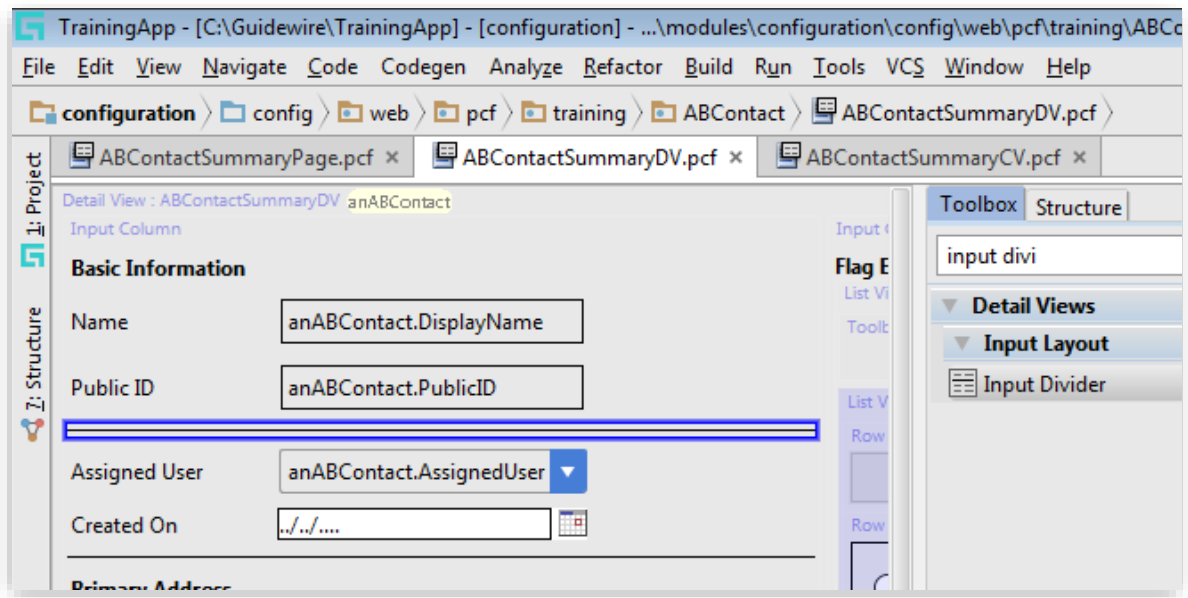 TrainingApp - [C:\Guidewire\TrainingApp] - [configuration] - ...\modules\configuration\config\web\pcf\training\ABCo
File Edit View Navigate Code Codegen Analyze Refactor Build Run Tools VCS Window Help
configuration config web pcf training ABContact ABContactSummaryDV.pcf
ABContactSummaryPage.pcf × ABContactSummaryDV.pcf × ABContactSummaryCV.pcf ×
1: Project
7: Structure
Detail View : ABContactSummaryDV anABContact
Input Column
Basic Information
Name anABContact.DisplayName
Public ID anABContact.PublicID
Assigned User anABContact.AssignedUser
Created On ../../....
Primary Address
Input
Flag E
List Vi
Toolb
List V
Row
Row
Toolbox Structure
input divi
Detail Views
Input Layout
Input Divider